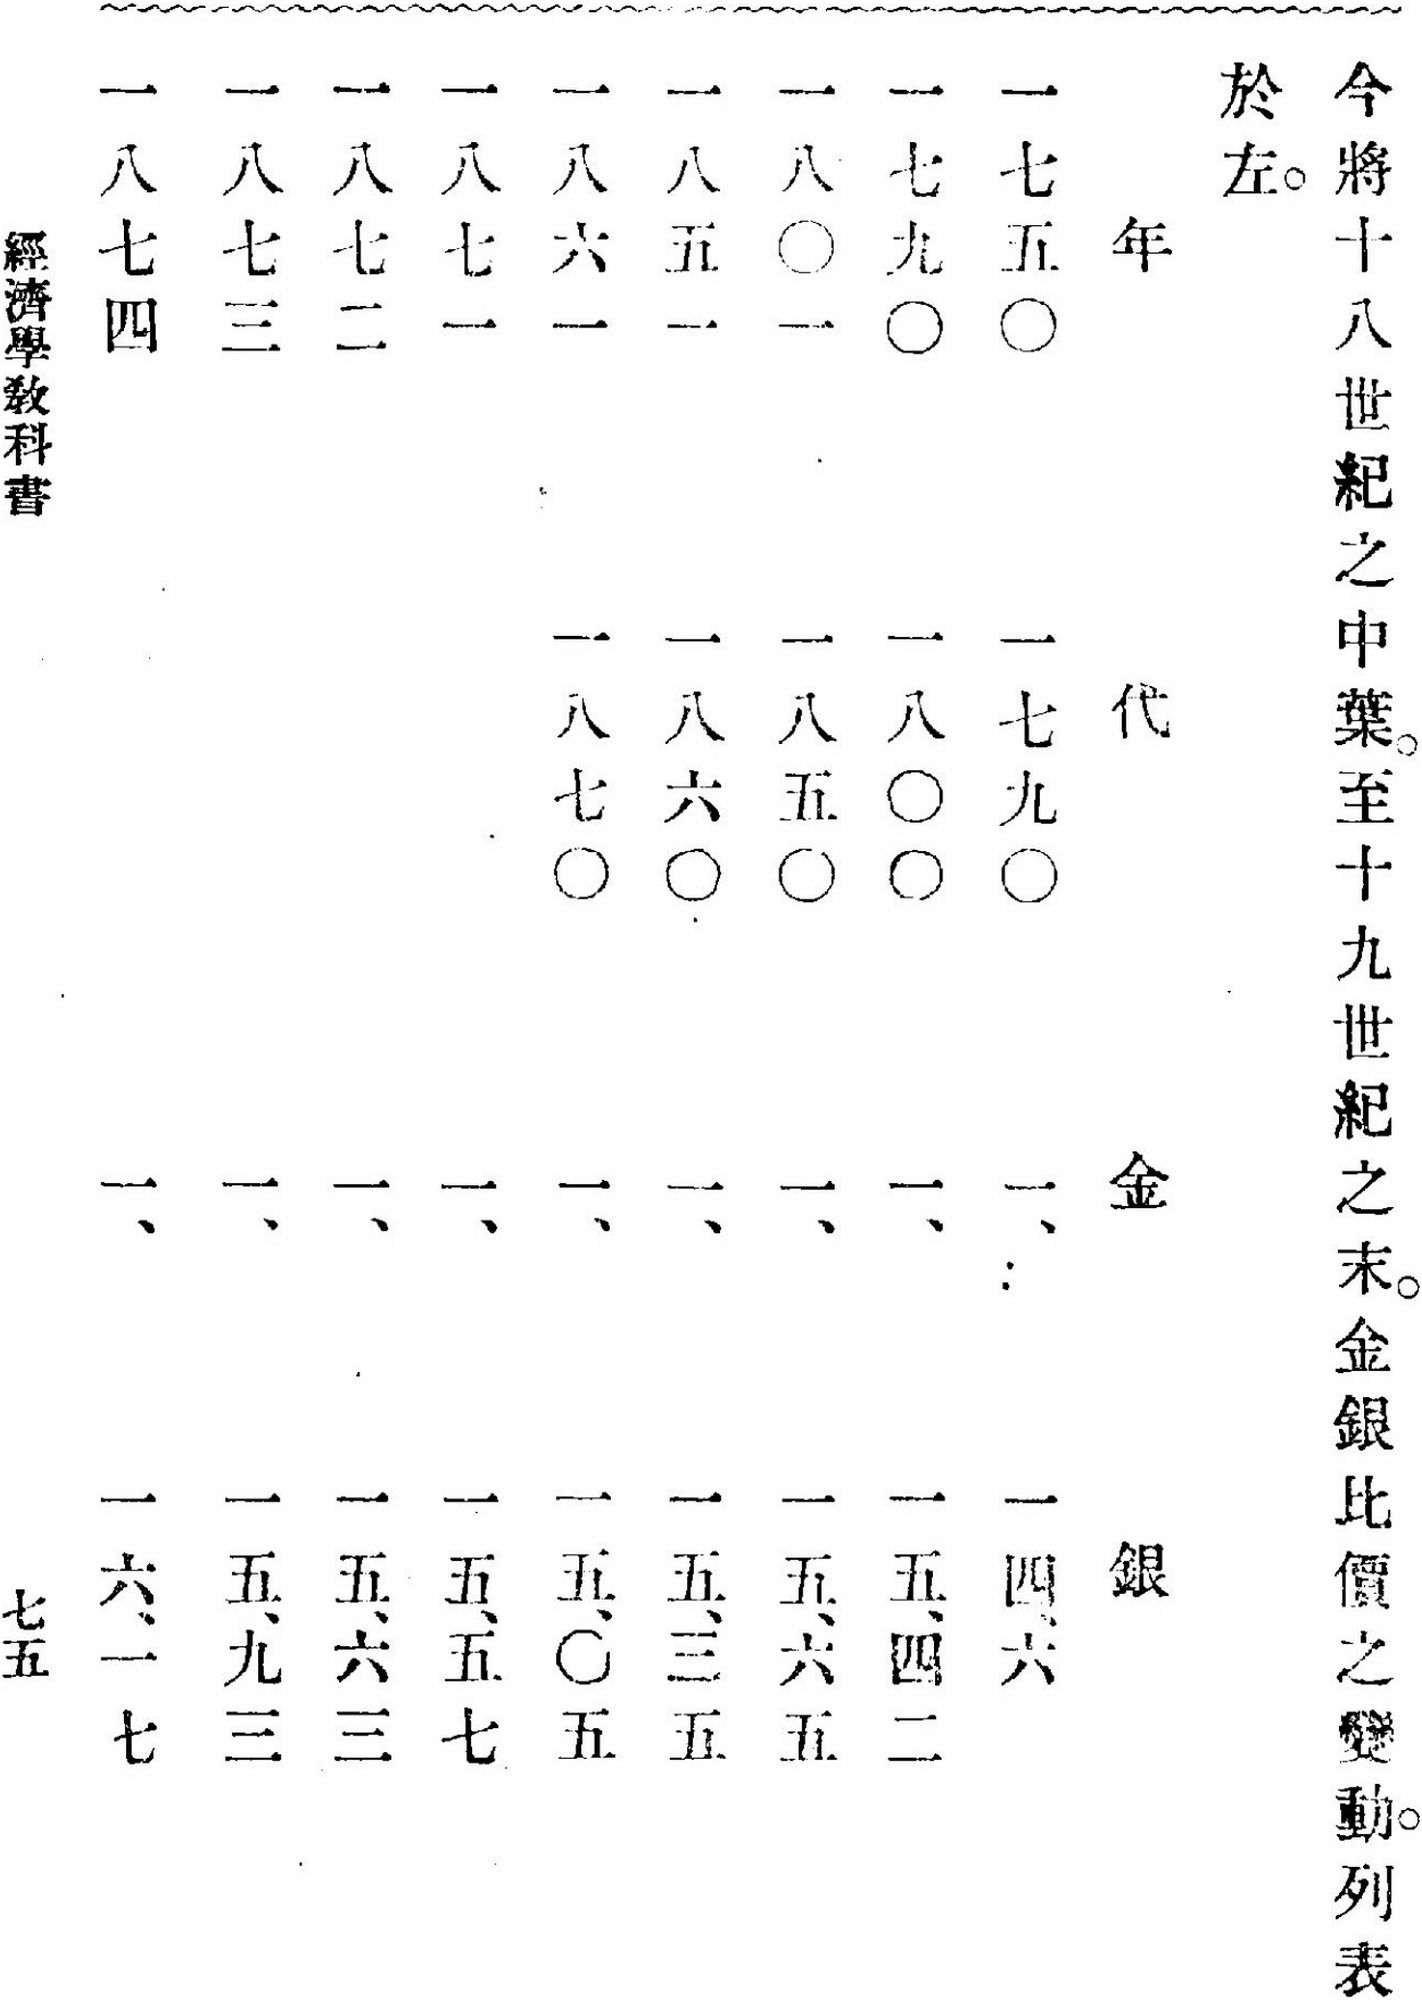 今將十八世紀之中葉。至十九世紀之末。金銀比價之變動。列表
於左。
年代 金 銀
一七五〇 一七九〇 一、 一四、六
一七九〇 一八〇〇 一、 一五、四二
一八〇一 一八五〇 一、 一五、六五
一八五一 一八六〇 一、 一五、三五
一八六一 一八七〇 一、 一五、〇五
一八七一 一、 一五、五七
一八七二 一、 一五、六三
一八七三 一、 一五、九三
一八七四 一、 一六、一七
經濟學敎科書 七五